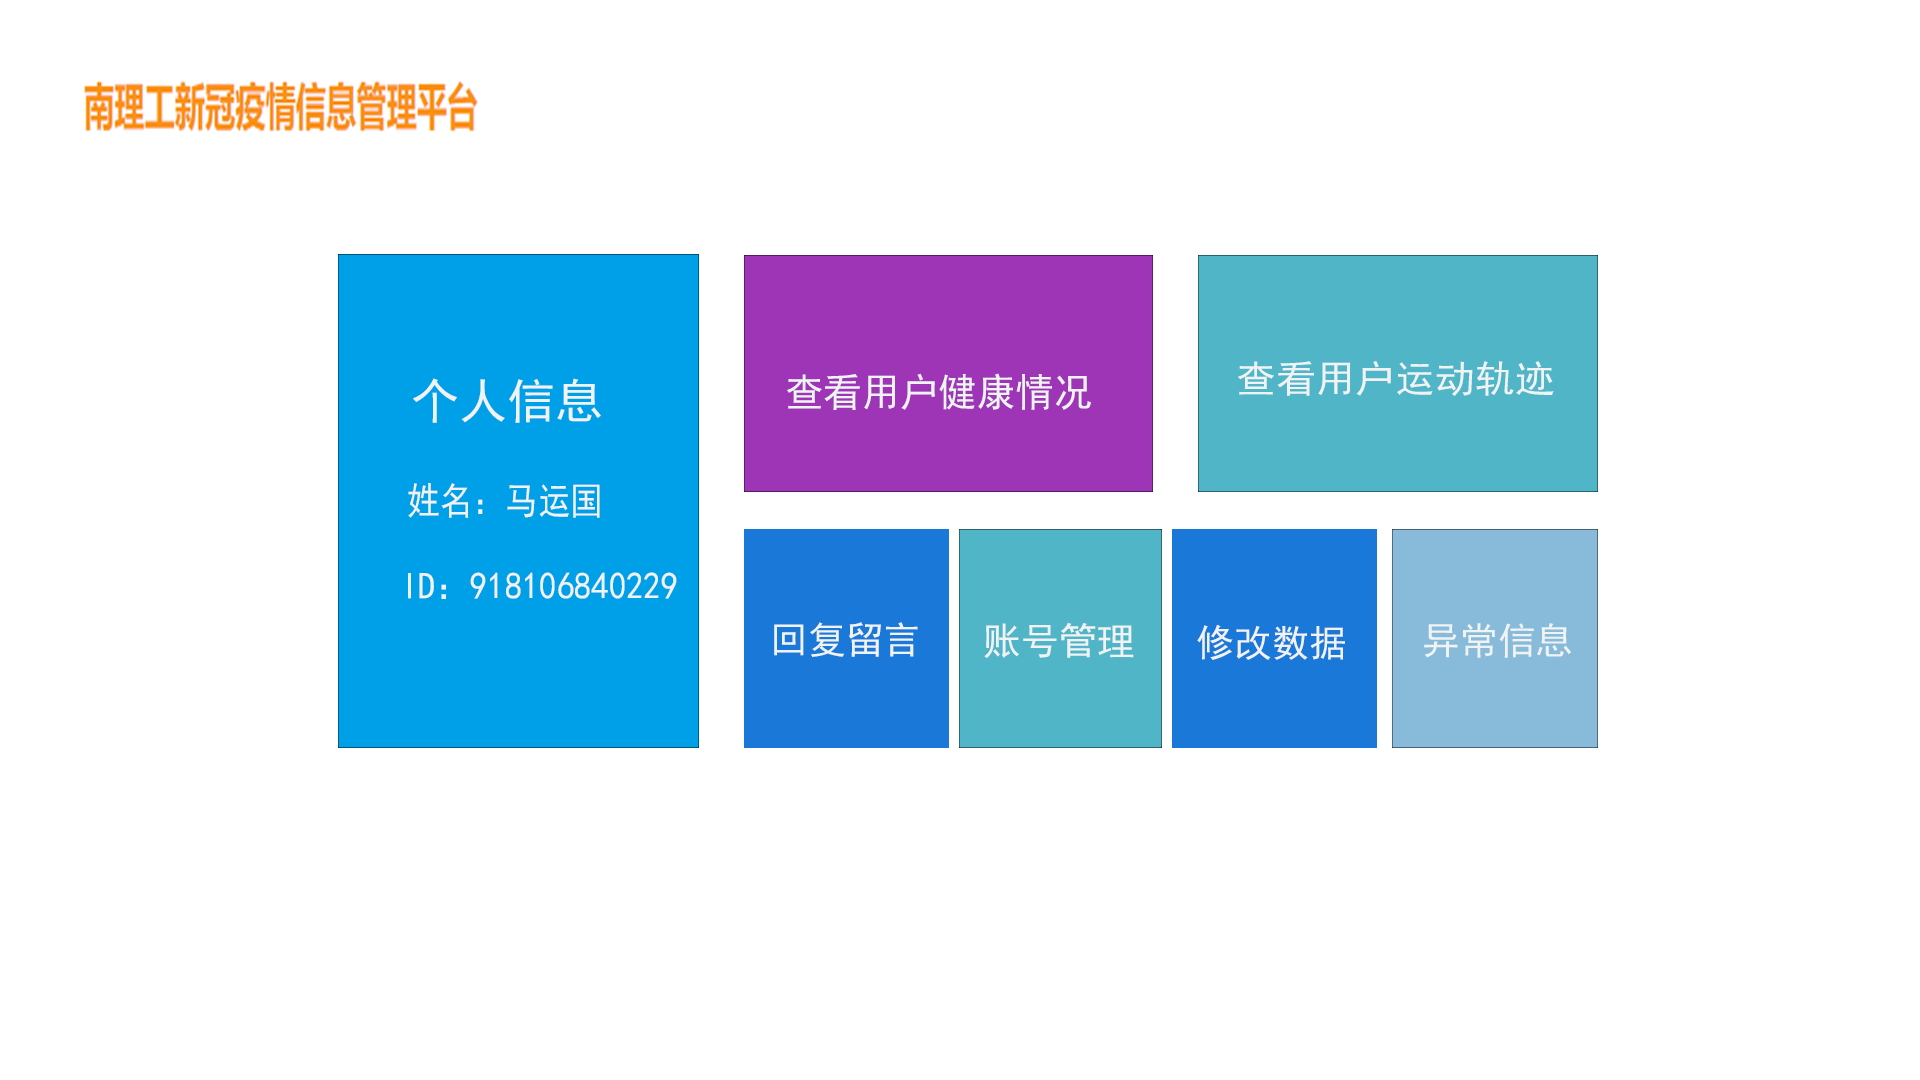 南理工新冠疫情信息管理平台
个人信息
姓名：马运国
ID：918106840229
查看用户健康情况
查看用户运动轨迹
回复留言
账号管理
修改数据
异常信息